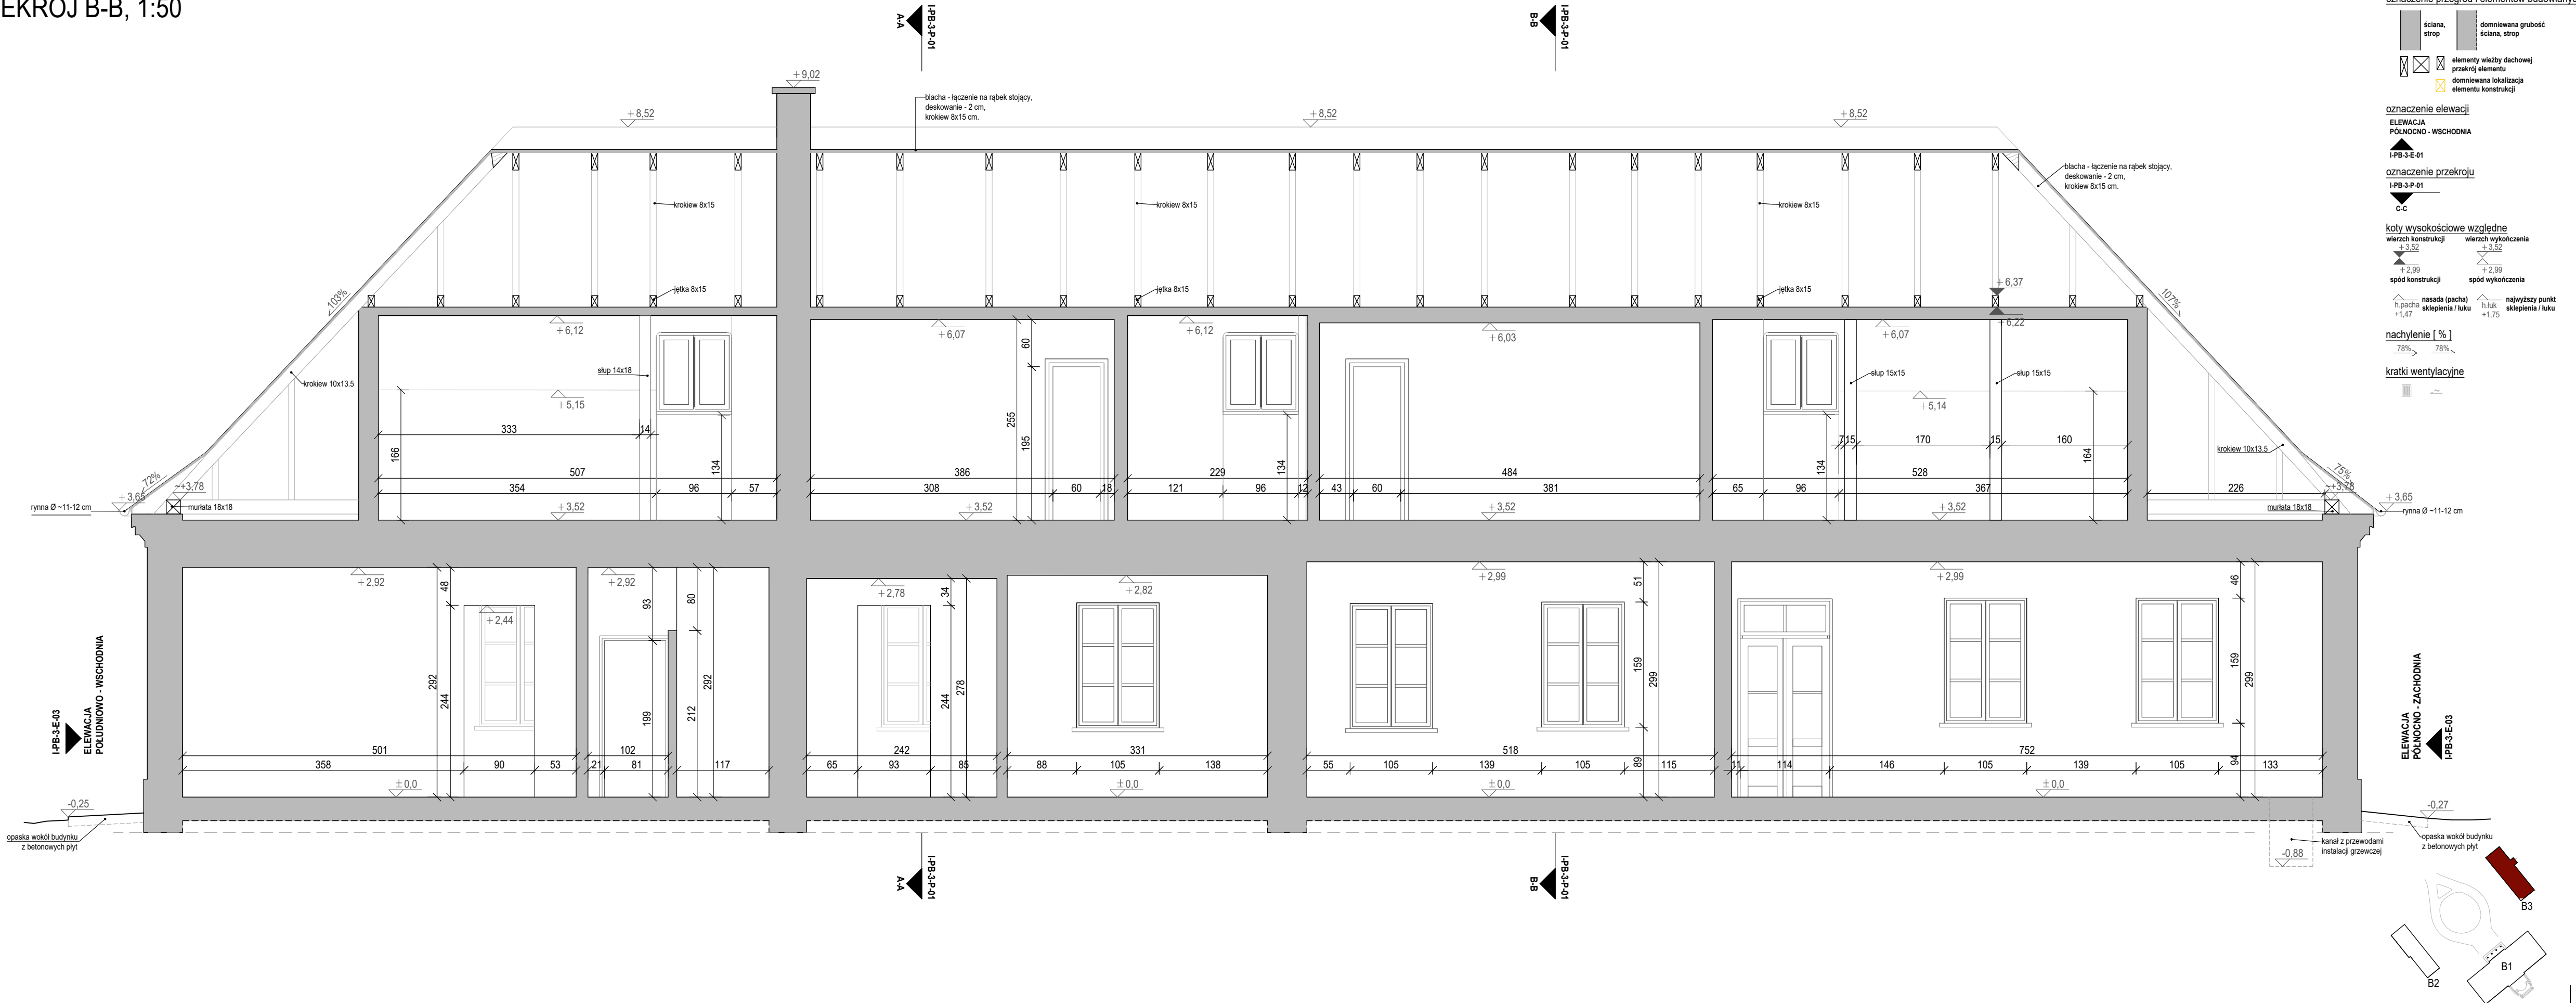 EKRÓJ B-B, 1:50
A-A
I-PB-3-P-01
B-B
I-PB-3-P-01
+9,02
+8,52
+8,52
+8,52
blacha - łączenie na rąbek stojący,
deskowanie - 2 cm,
krokiew 8x15 cm.
blacha - łączenie na rąbek stojący,
deskowanie - 2 cm,
krokiew 8x15 cm.
krokiew 8x15
krokiew 8x15
krokiew 8x15
jętka 8x15
jętka 8x15
jętka 8x15
103%
107%
+6,37
+6,22
+6,12
+6,07
+6,12
+6,03
+6,07
krokiew 10x13.5
słup 14x18
słup 15x15
słup 15x15
+5,15
+5,14
60
255
195
333
14
166
134
134
134
7
15
170
15
160
164
krokiew 10x13.5
72%
75%
507
386
229
484
528
354
96
57
308
60
18
121
96
12
43
60
381
65
96
367
226
+3,65
~+3,78
~+3,78
+3,65
rynna Ø ~11-12 cm
murłata 18x18
+3,52
+3,52
+3,52
+3,52
murłata 18x18
rynna Ø ~11-12 cm
+2,92
+2,92
+2,78
+2,82
+2,99
+2,99
48
93
80
34
51
46
+2,44
292
244
199
212
292
244
278
159
299
159
299
I-PB-3-E-03
ELEWACJA
POŁUDNIOWO - WSCHODNIA
ELEWACJA
PÓŁNOCNO - ZACHODNIA
I-PB-3-E-03
501
102
242
331
518
752
358
90
53
21
81
117
65
93
85
88
105
138
55
105
139
105
89
115
11
114
146
105
139
105
94
133
±0,0
±0,0
±0,0
±0,0
-0,25
-0,27
opaska wokół budynku
z betonowych płyt
kanał z przewodami
instalacji grzewczej
-0,88
opaska wokół budynku
z betonowych płyt
A-A
I-PB-3-P-01
B-B
I-PB-3-P-01
oznaczenie przegród i elementów budowlanych
ściana,
strop
domniewana grubość
ściana, strop
elementy wieźby dachowej
przekrój elementu
domniewana lokalizacja
elementu konstrukcji
oznaczenie elewacji
ELEWACJA
PÓŁNOCNO - WSCHODNIA
I-PB-3-E-01
oznaczenie przekroju
I-PB-3-P-01
C-C
koty wysokościowe względne
wierzch konstrukcji
wierzch wykończenia
+3,52
+3,52
+2,99
+2,99
spód konstrukcji
spód wykończenia
h.pacha
+1,47
nasada (pacha)
sklepienia / łuku
h.łuk
+1,75
najwyższy punkt
sklepienia / łuku
nachylenie [ % ]
78%
78%
kratki wentylacyjne
B3
B1
B2